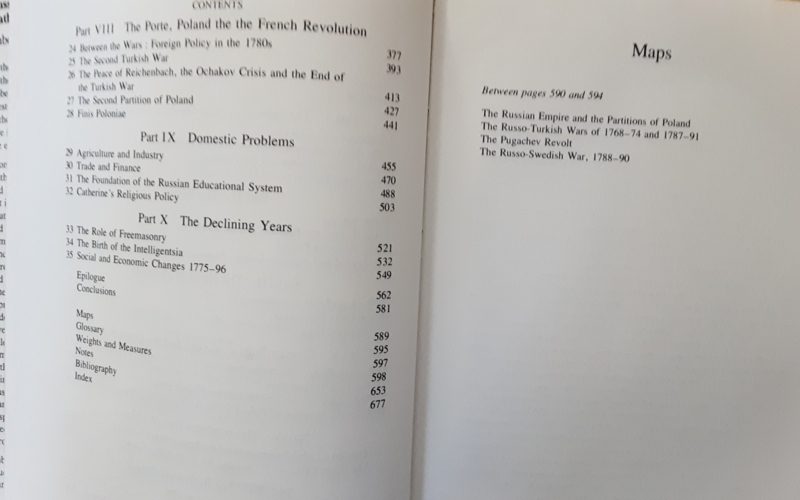 CONTENTS
Part VIII The Porte, Poland the the French Revolution
24 Between the Wars : Foreign Policy in the 1780s 377
25 The Second Turkish War 393
26 The Peace of Reichenbach, the Ochakov Crisis and the End of
the Turkish War 413
27 The Second Partition of Poland 427
28 Finis Poloniae 441
Part IX Domestic Problems
29 Agriculture and Industry 455
30 Trade and Finance 470
31 The Foundation of the Russian Educational System 488
32 Catherine's Religious Policy 503
Part X The Declining Years
33 The Role of Freemasonry 521
34 The Birth of the Intelligentsia 532
35 Social and Economic Changes 1775–96 549
Epilogue 562
Conclusions 581
Maps 589
Glossary 595
Weights and Measures 597
Notes 598
Bibliography 653
Index 677
Maps
Between pages 590 and 594
The Russian Empire and the Partitions of Poland
The Russo-Turkish Wars of 1768–74 and 1787–91
The Pugachev Revolt
The Russo-Swedish War, 1788–90